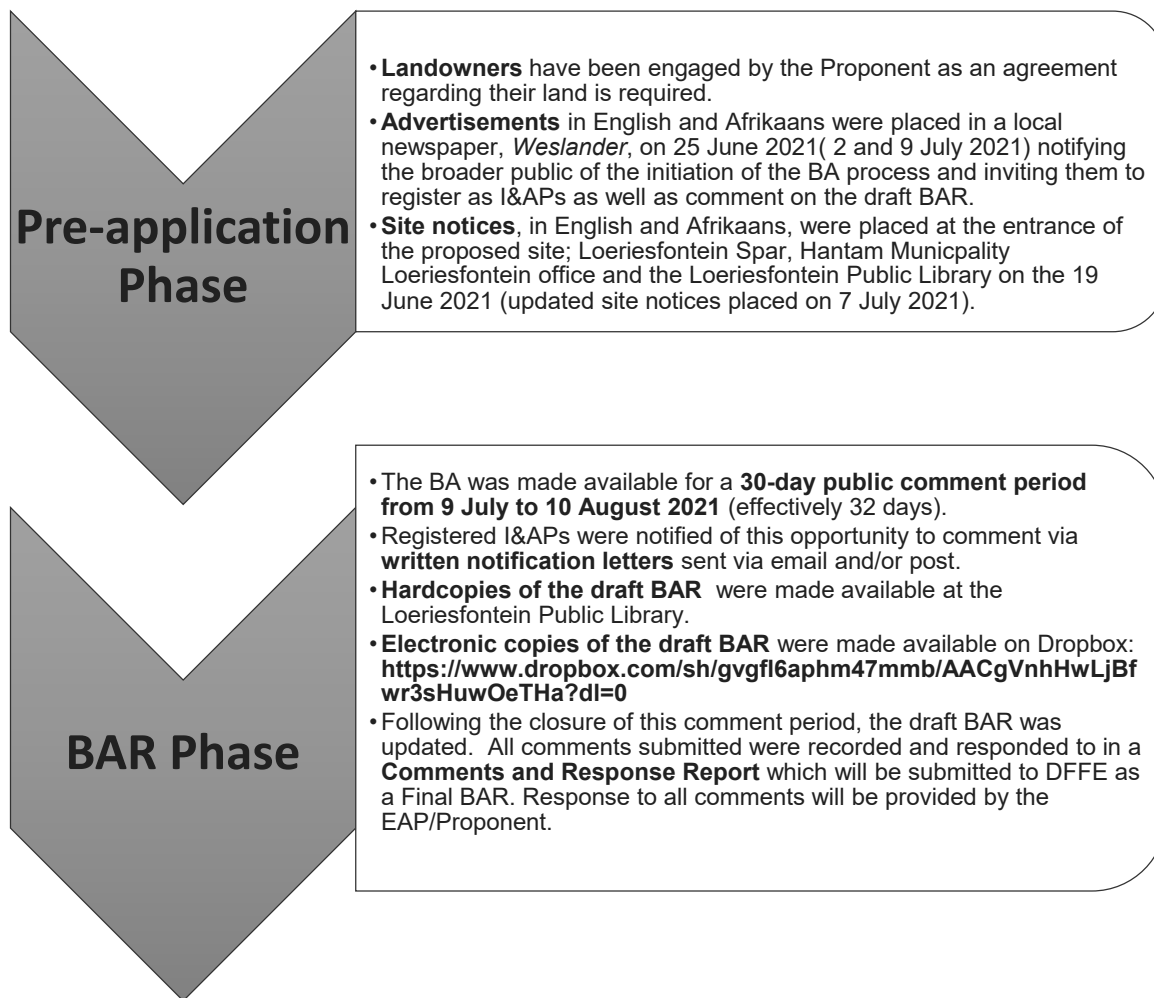 Pre-application
Phase
• Landowners have been engaged by the Proponent as an agreement
regarding their land is required.
• Advertisements in English and Afrikaans were placed in a local
newspaper, Weslander, on 25 June 2021( 2 and 9 July 2021) notifying
the broader public of the initiation of the BA process and inviting them to
register as I&APs as well as comment on the draft BAR.
• Site notices, in English and Afrikaans, were placed at the entrance of
the proposed site; Loeriesfontein Spar, Hantam Municpality
Loeriesfontein office and the Loeriesfontein Public Library on the 19
June 2021 (updated site notices placed on 7 July 2021).
BAR Phase
• The BA was made available for a 30-day public comment period
from 9 July to 10 August 2021 (effectively 32 days).
• Registered I&APs were notified of this opportunity to comment via
written notification letters sent via email and/or post.
• Hardcopies of the draft BAR  were made available at the
Loeriesfontein Public Library.
• Electronic copies of the draft BAR were made available on Dropbox:
https://www.dropbox.com/sh/gvgfl6aphm47mmb/AACgVnhHwLjBf
wr3sHuwOeTHa?dl=0
• Following the closure of this comment period, the draft BAR was
updated.  All comments submitted were recorded and responded to in a
Comments and Response Report which will be submitted to DFFE as
a Final BAR. Response to all comments will be provided by the
EAP/Proponent.